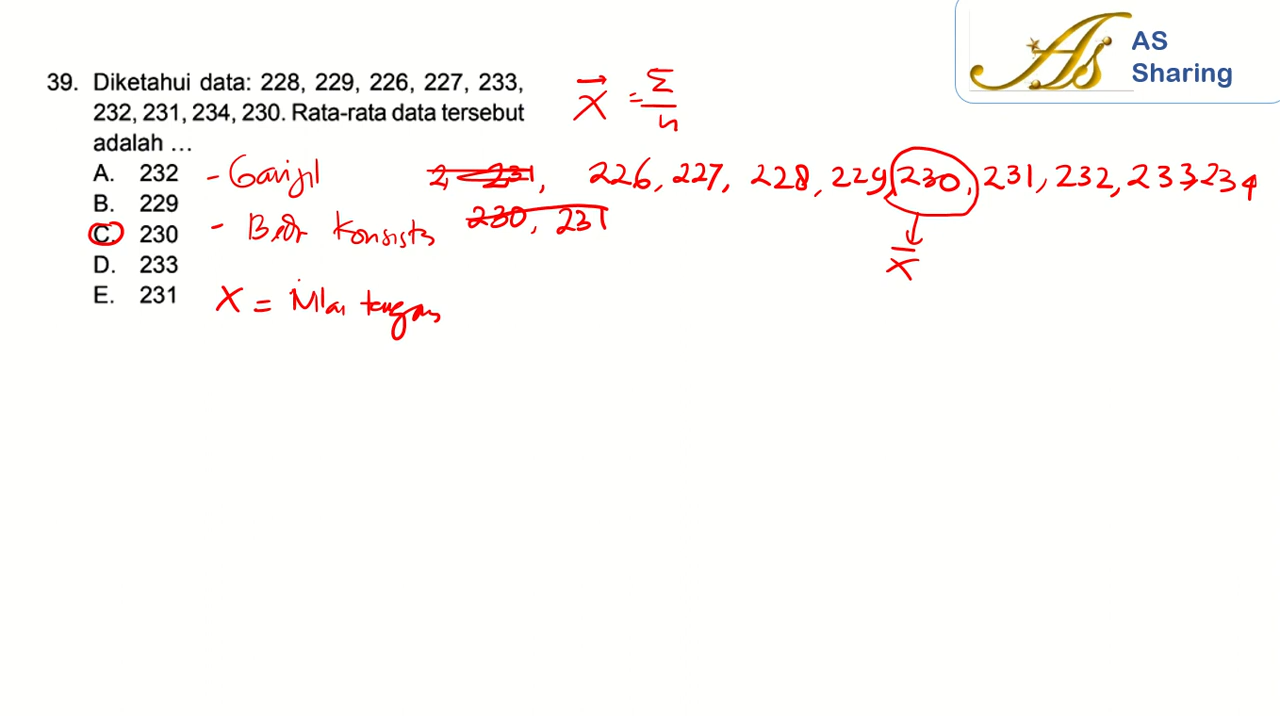 AS
Sharing
39. Diketahui data: 228, 229, 226, 227, 233,
232, 231, 234, 230. Rata-rata data tersebut
adalah ...
A. 232
B. 229
C. 230
D. 233
E. 231
X = Σ/n
- Ganjil
- Beda Konsisten
X = Nilai tengah
2, 231,
230, 231
226, 227, 228, 229, 230, 231, 232, 233, 234
X